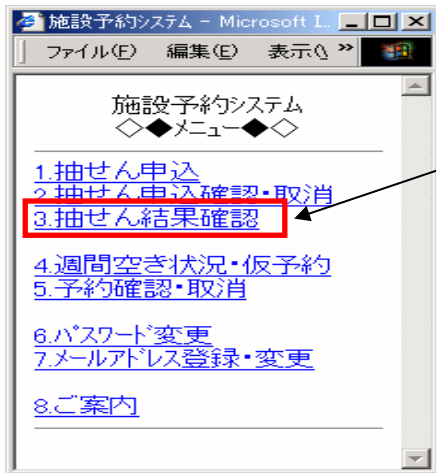 施設予約システム - Microsoft I...
ファイル(F) 編集(E) 表示(V »
施設予約システム
◇◆メニュー◆◇
1.抽せん申込
2.抽せん申込確認・取消
3.抽せん結果確認
4.週間空き状況・仮予約
5.予約確認・取消
6.ﾊﾟｽﾜｰﾄﾞ変更
7.ﾒｰﾙｱﾄﾞﾚｽ登録・変更
8.ご案内